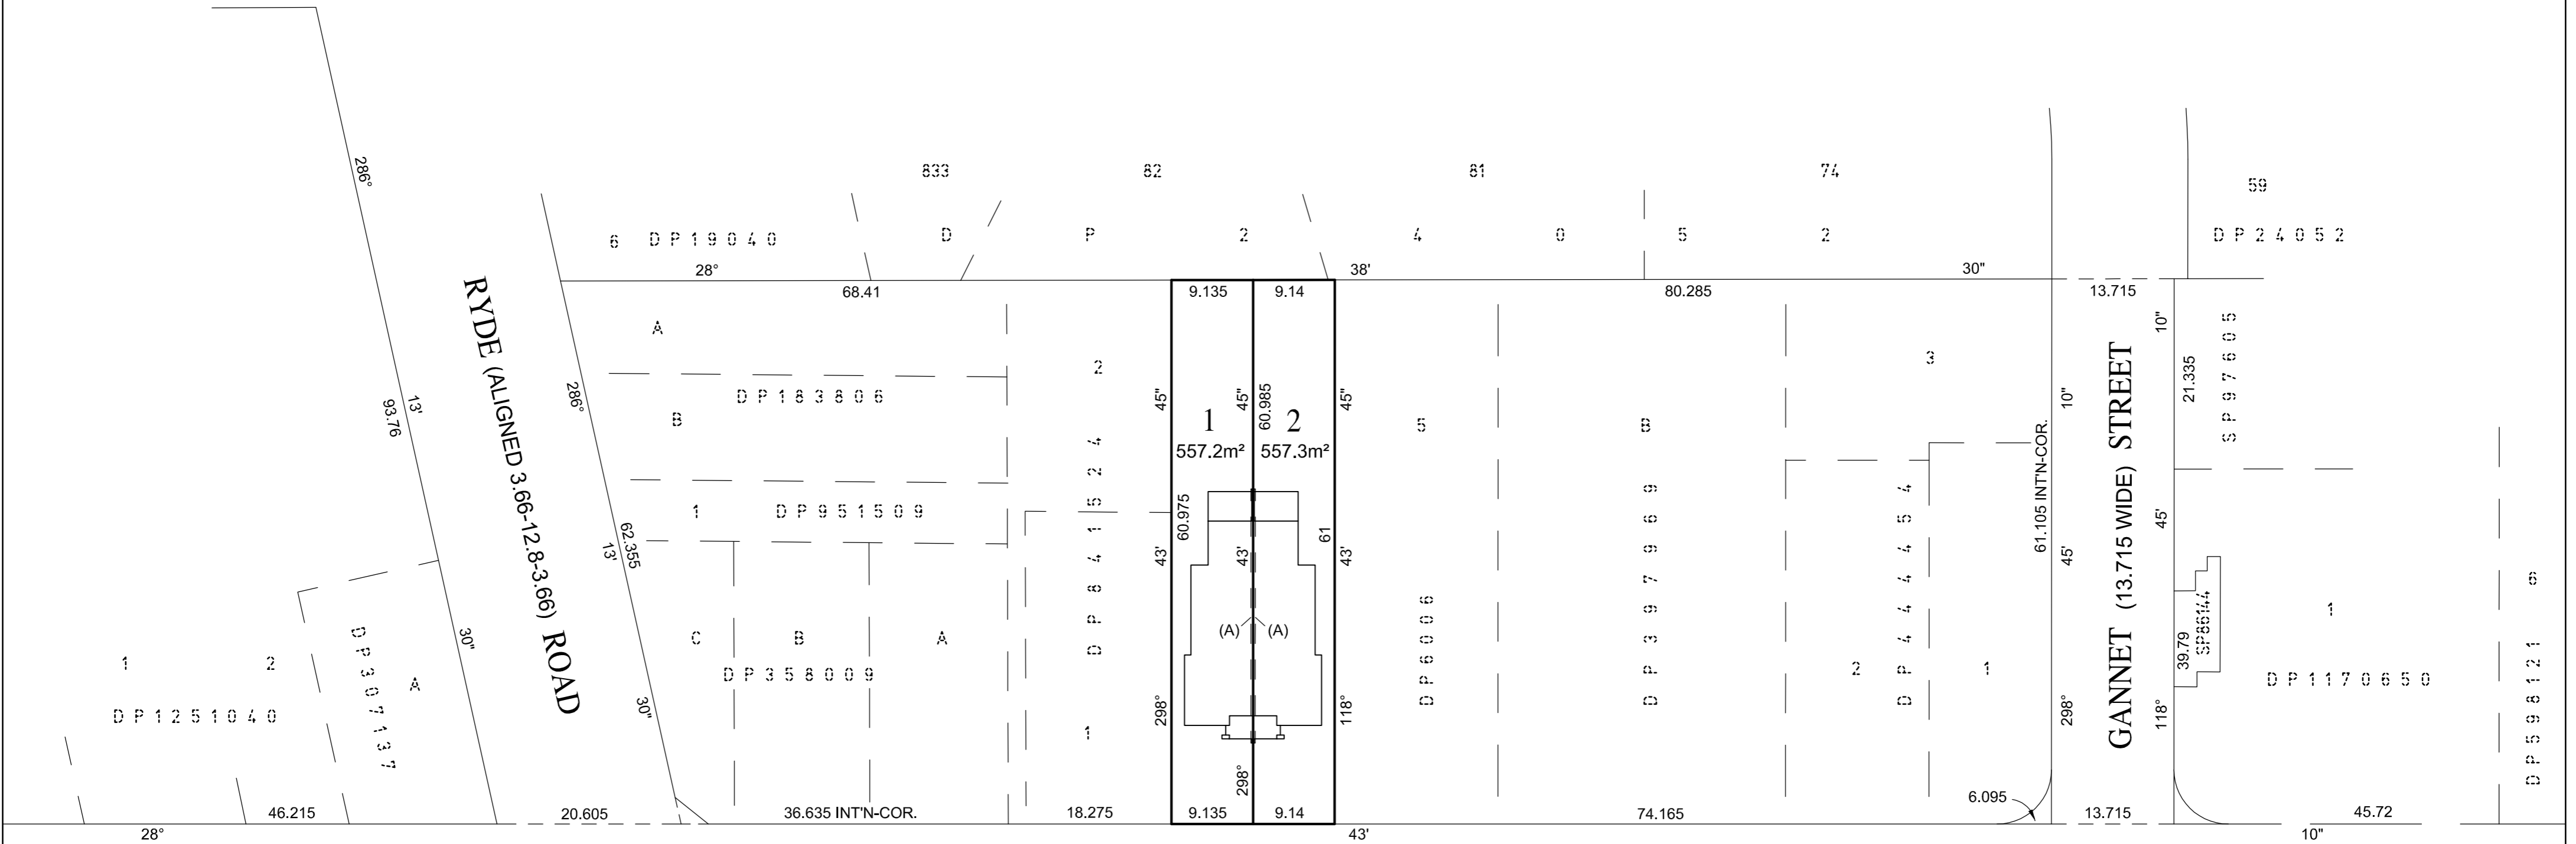 833
82
81
74
59
286°
6 DP19040
D P 2 4 0 5 2
DP24052
28°
38'
30"
68.41
9.135
9.14
80.285
13.715
RYDE (ALIGNED 3.66-12.8-3.66) ROAD
A
2
3
10"
21.335
SP97605
DP183806
B
286°
93.76
13'
45"
45"
60.985
45"
1
557.2m²
2
557.3m²
5
B
10"
61.105 INT'N-COR.
GANNET (13.715 WIDE) STREET
1 DP951509
62.355
13'
DP841524
60.975
43'
43'
61
43'
DP397969
DP444454
45'
45'
6
1
2
DP1251040
DP307137
A
30"
30"
C
B
A
DP358009
1
298°
(A)
(A)
298°
118°
DP6006
2
1
298°
118°
39.79
SP86144
1
DP1170650
DP598121
46.215
20.605
36.635 INT'N-COR.
18.275
9.135
9.14
74.165
6.095
13.715
45.72
28°
43'
10"